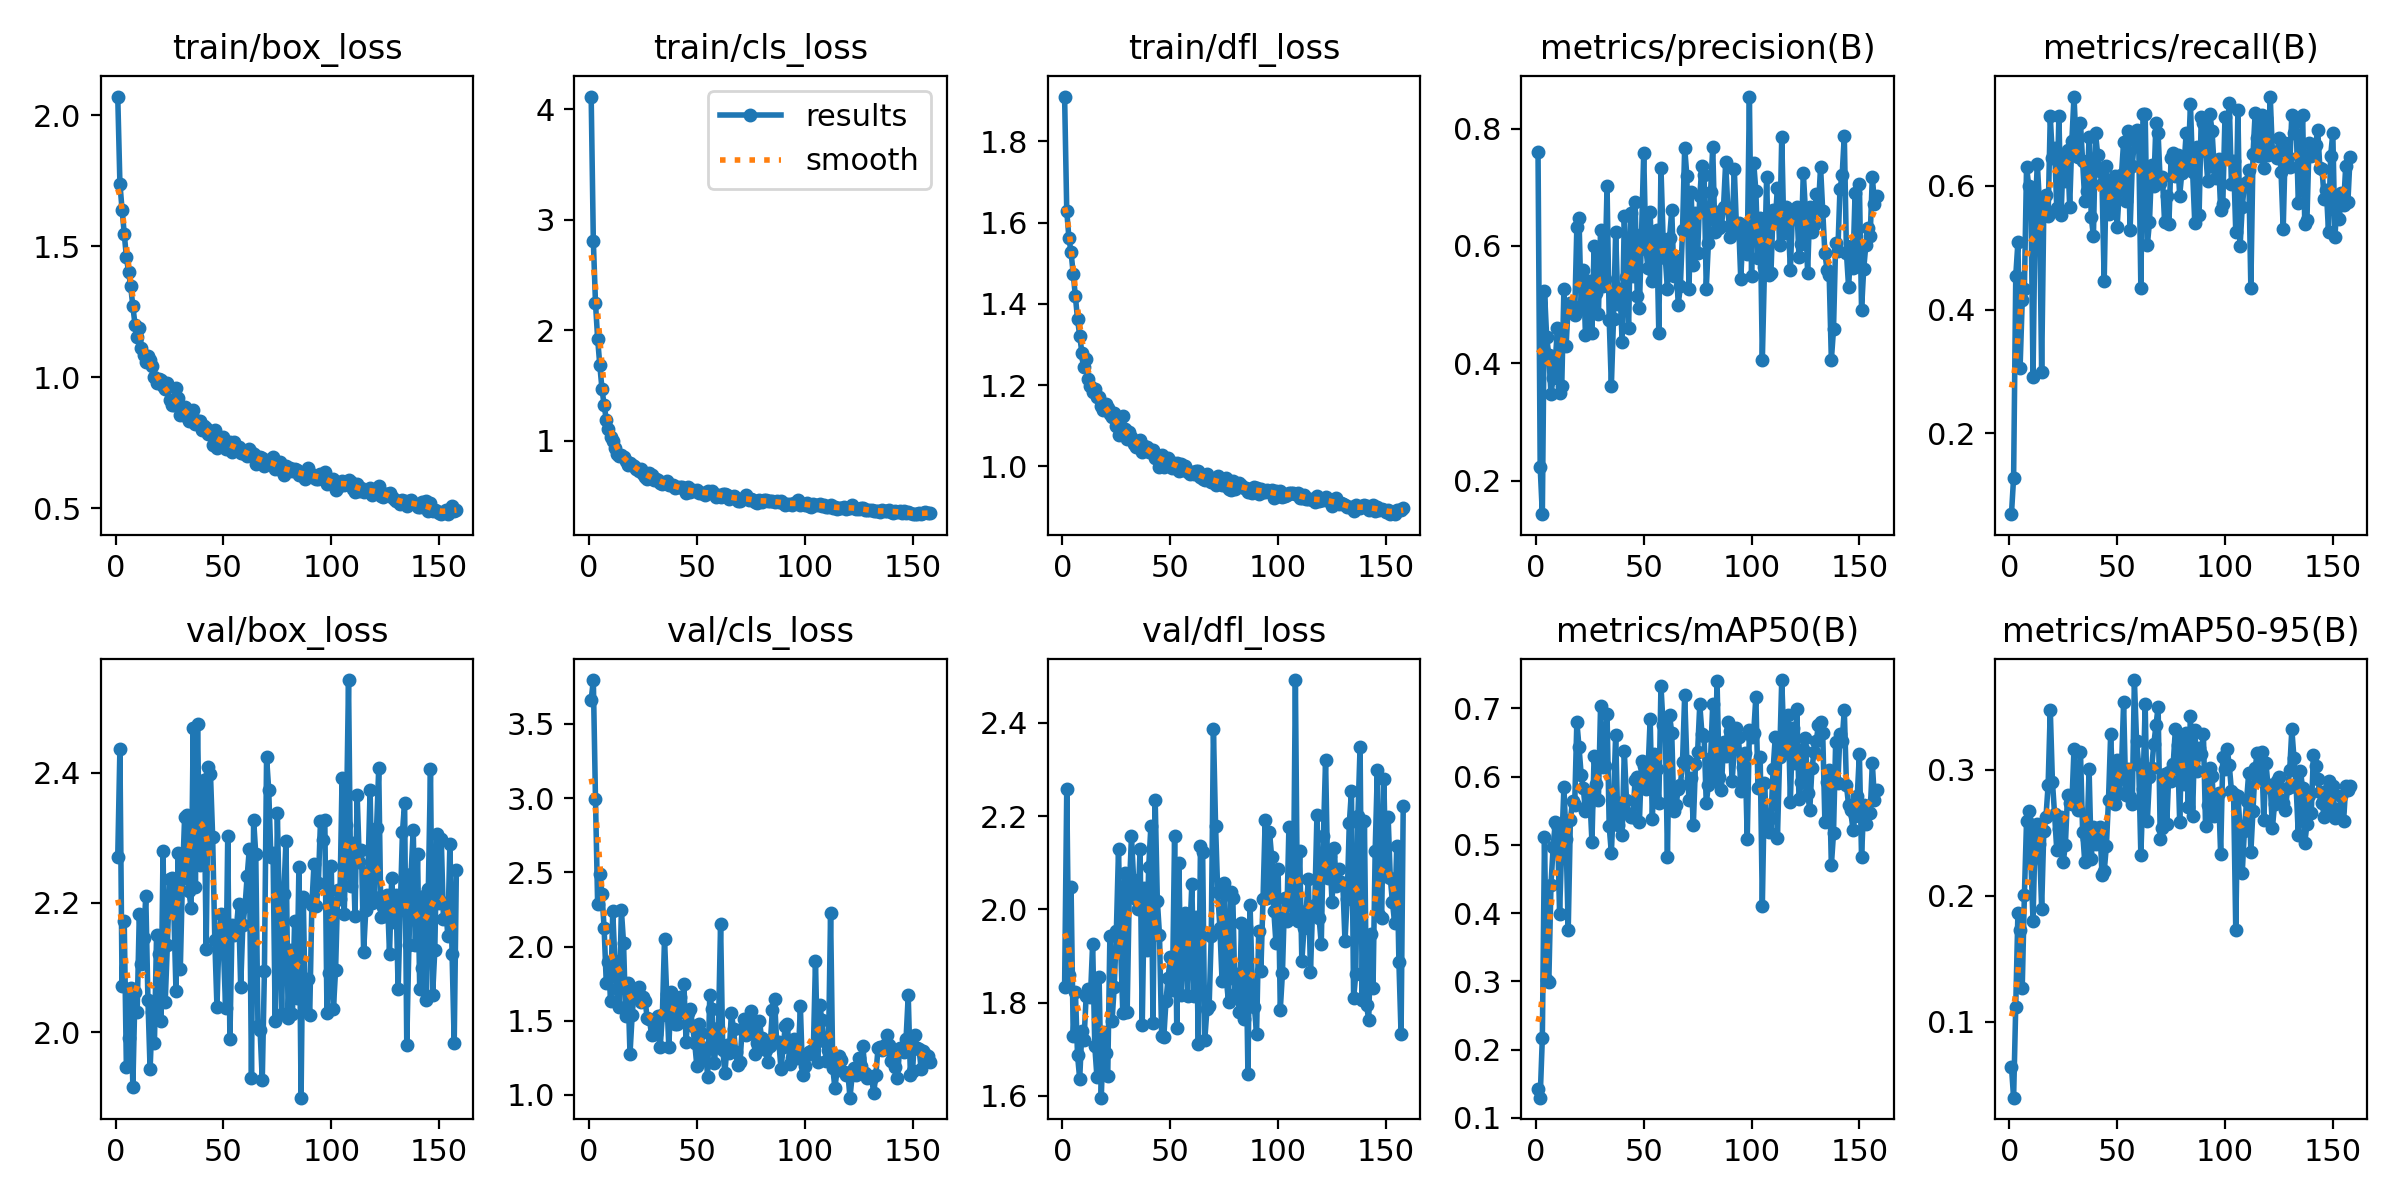 train/box_loss
train/cls_loss
train/dfl_loss
metrics/precision(B)
metrics/recall(B)
2.0
1.5
1.0
0.5
0 50 100 150
4
3
2
1
0 50 100 150
results
smooth
1.8
1.6
1.4
1.2
1.0
0 50 100 150
0.8
0.6
0.4
0.2
0 50 100 150
0.6
0.4
0.2
0 50 100 150
val/box_loss
val/cls_loss
val/dfl_loss
metrics/mAP50(B)
metrics/mAP50-95(B)
2.4
2.2
2.0
0 50 100 150
3.5
3.0
2.5
2.0
1.5
1.0
0 50 100 150
2.4
2.2
2.0
1.8
1.6
0 50 100 150
0.7
0.6
0.5
0.4
0.3
0.2
0.1
0 50 100 150
0.3
0.2
0.1
0 50 100 150